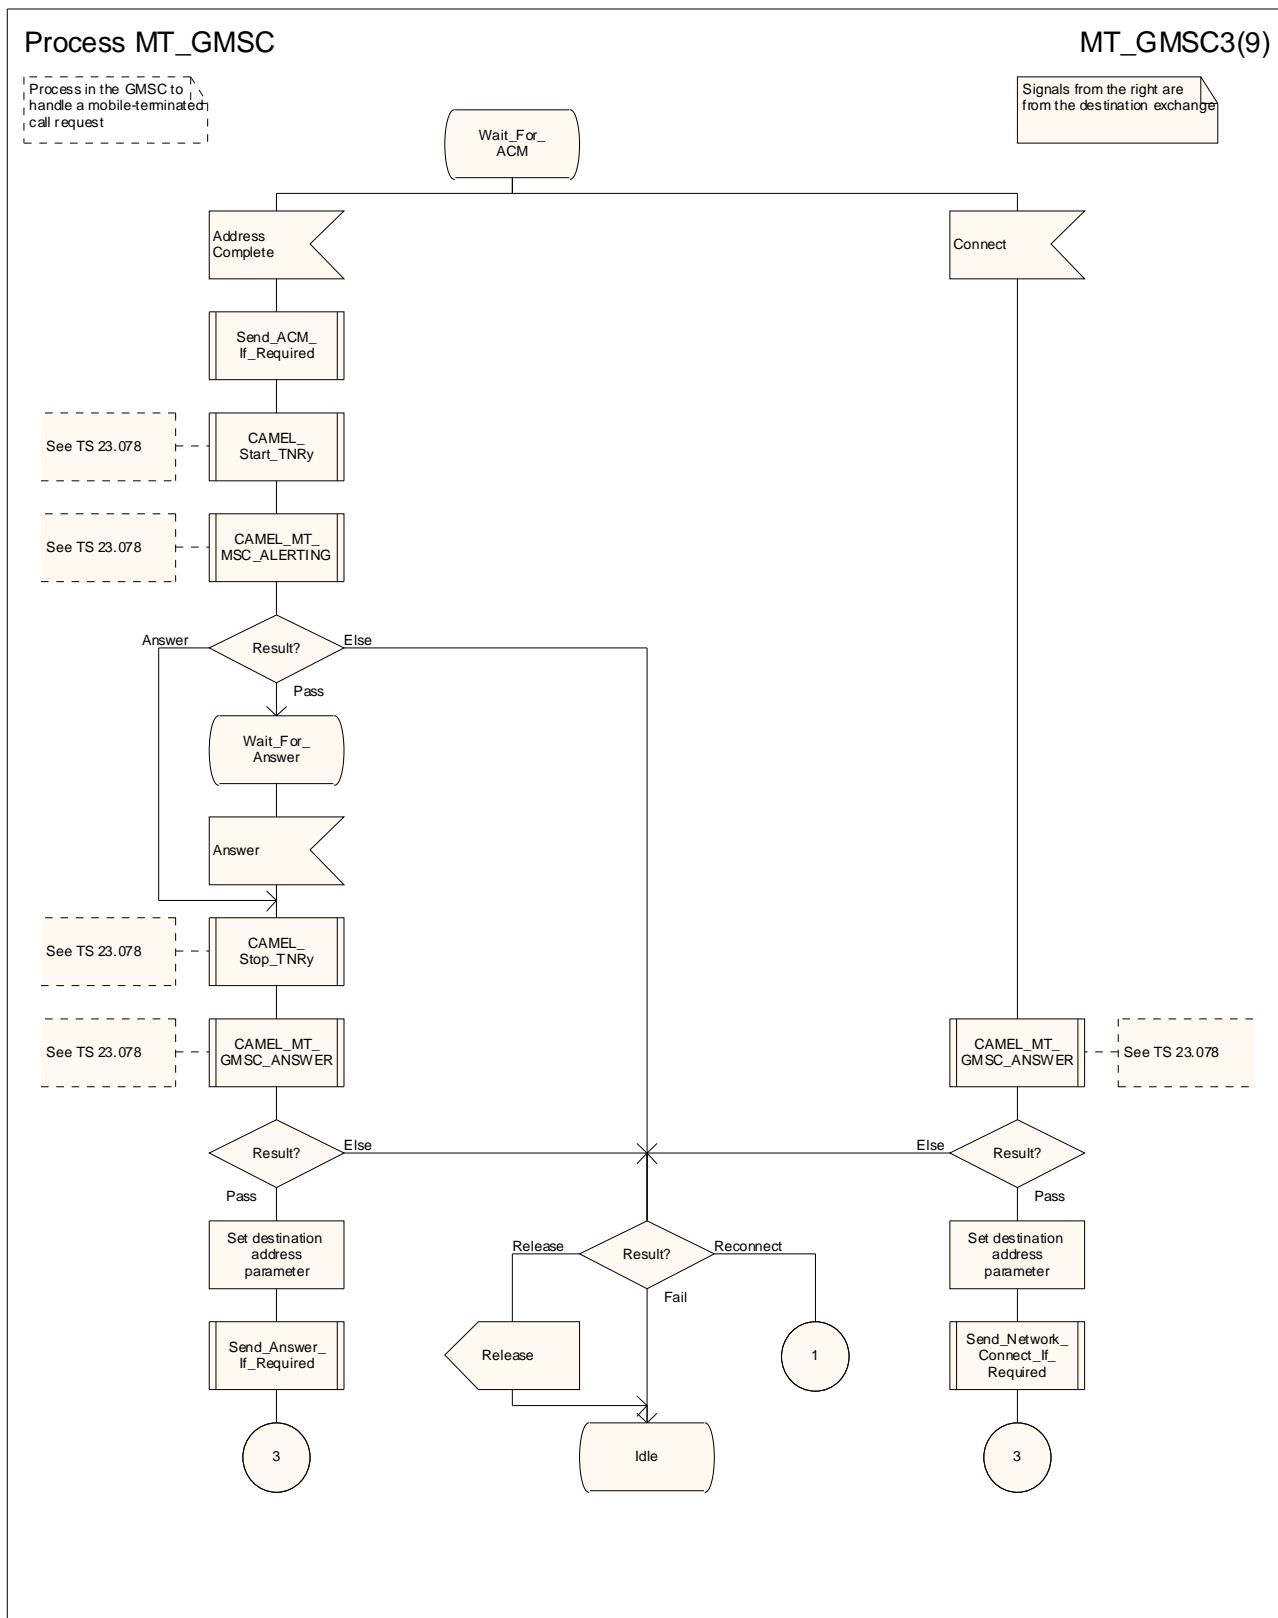 Process MT_GMSC
MT_GMSC3(9)
Process in the GMSC to
handle a mobile-terminated
call request
Signals from the right are
from the destination exchange
Wait_For_
ACM
Address
Complete
Connect
Send_ACM_
If_Required
See TS 23.078
CAMEL_
Start_TNRy
See TS 23.078
CAMEL_MT_
MSC_ALERTING
Answer
Result?
Else
Pass
Wait_For_
Answer
Answer
See TS 23.078
CAMEL_
Stop_TNRy
See TS 23.078
CAMEL_MT_
GMSC_ANSWER
CAMEL_MT_
GMSC_ANSWER
See TS 23.078
Result?
Else
Else
Result?
Pass
Pass
Set destination
address
parameter
Release
Result?
Reconnect
Fail
Set destination
address
parameter
Send_Answer_
If_Required
Release
1
Send_Network_
Connect_If_
Required
3
Idle
3